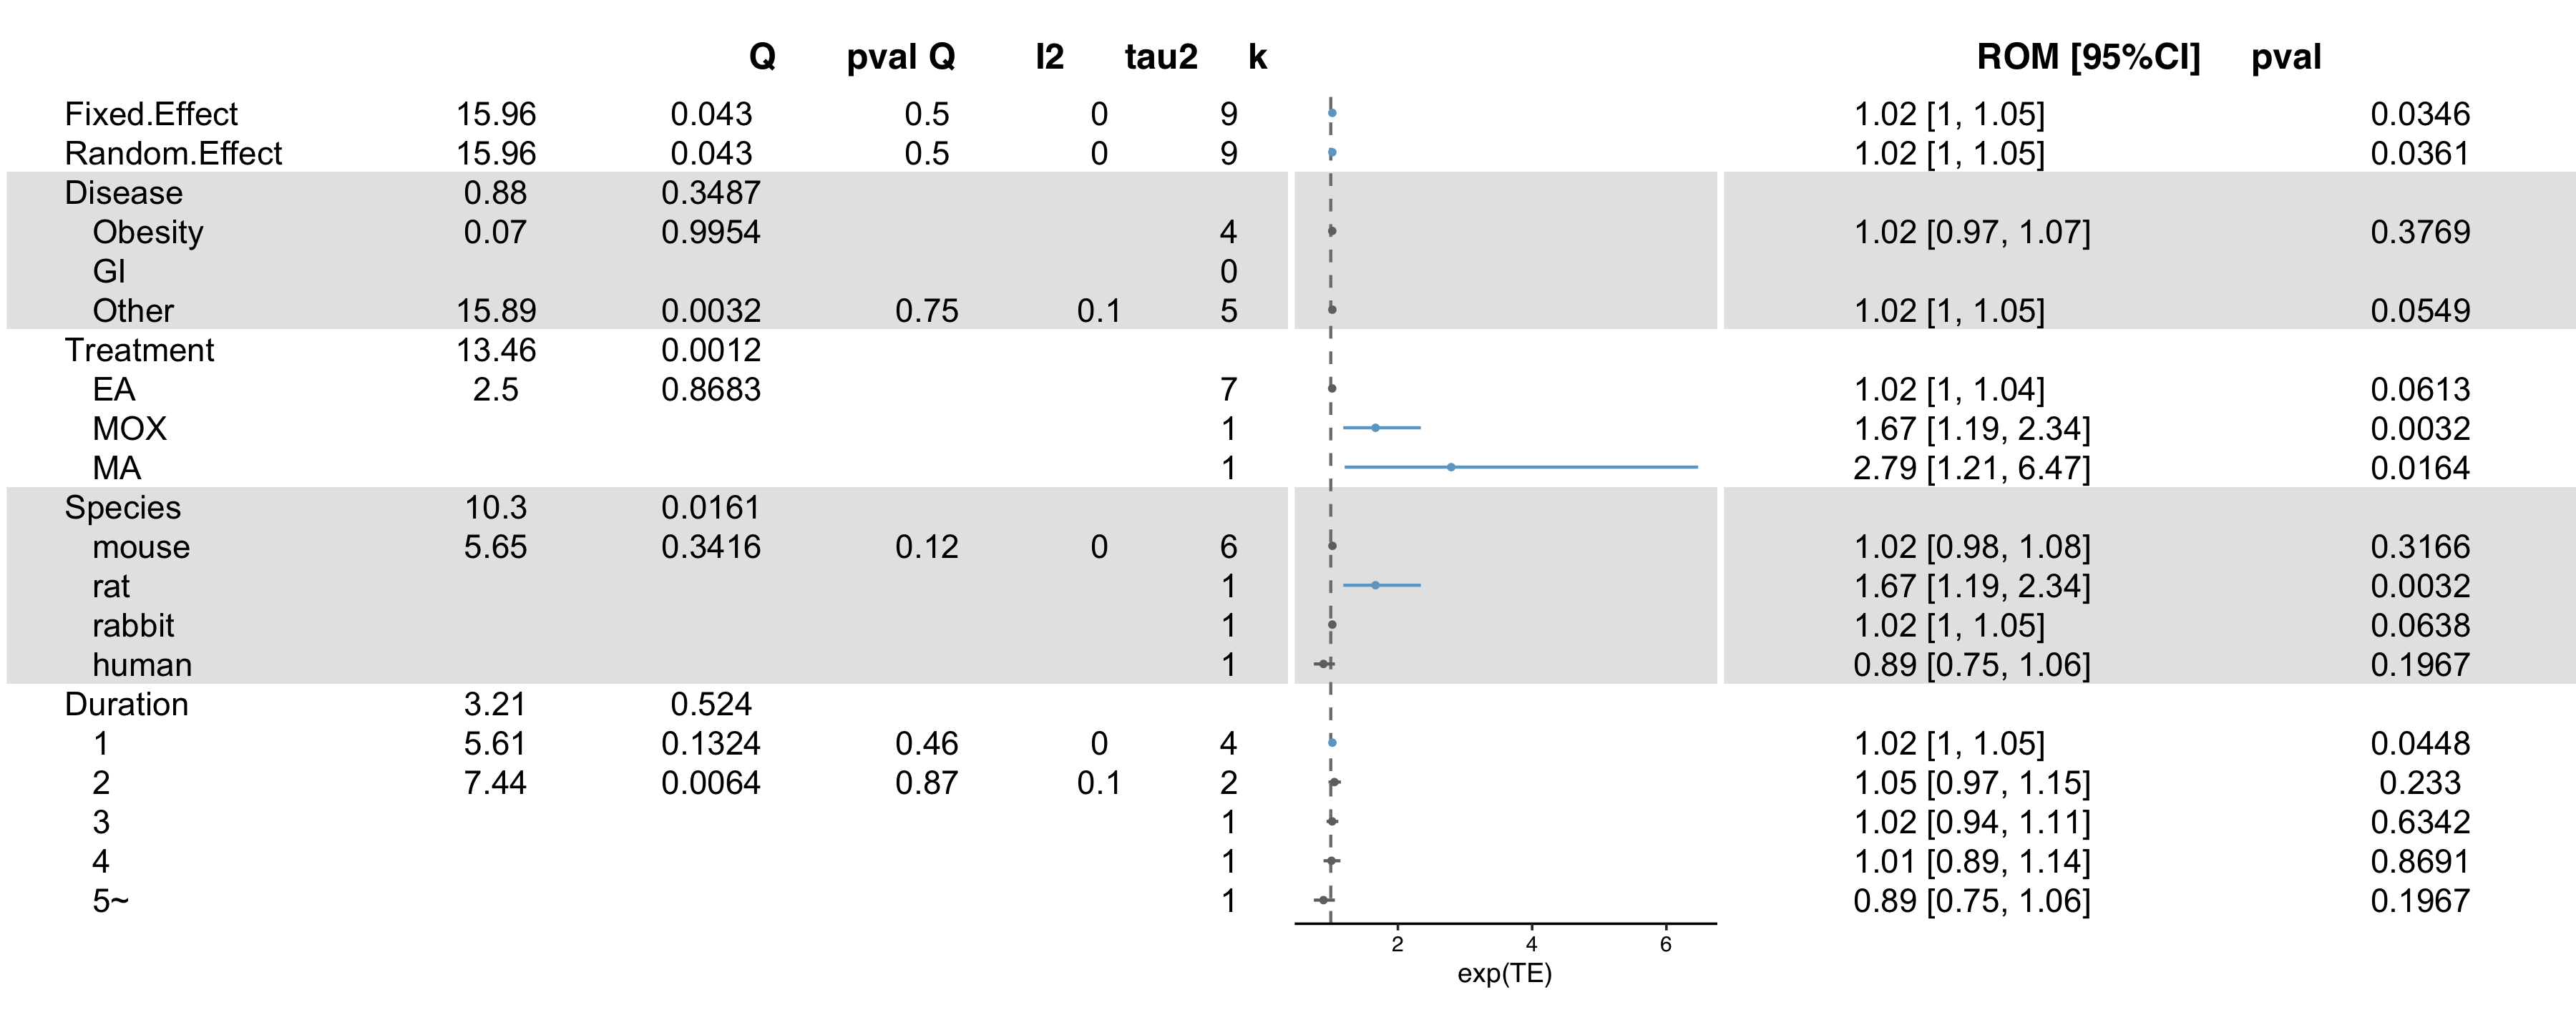 Q pval Q I2 tau2 k ROM [95%CI] pval
Fixed.Effect 15.96 0.043 0.5 0 9 1.02 [1, 1.05] 0.0346
Random.Effect 15.96 0.043 0.5 0 9 1.02 [1, 1.05] 0.0361
Disease 0.88 0.3487
Obesity 0.07 0.9954 4 1.02 [0.97, 1.07] 0.3769
GI 0
Other 15.89 0.0032 0.75 0.1 5 1.02 [1, 1.05] 0.0549
Treatment 13.46 0.0012
EA 2.5 0.8683 7 1.02 [1, 1.04] 0.0613
MOX 1 1.67 [1.19, 2.34] 0.0032
MA 1 2.79 [1.21, 6.47] 0.0164
Species 10.3 0.0161
mouse 5.65 0.3416 0.12 0 6 1.02 [0.98, 1.08] 0.3166
rat 1 1.67 [1.19, 2.34] 0.0032
rabbit 1 1.02 [1, 1.05] 0.0638
human 1 0.89 [0.75, 1.06] 0.1967
Duration 3.21 0.524
1 5.61 0.1324 0.46 0 4 1.02 [1, 1.05] 0.0448
2 7.44 0.0064 0.87 0.1 2 1.05 [0.97, 1.15] 0.233
3 1 1.02 [0.94, 1.11] 0.6342
4 1 1.01 [0.89, 1.14] 0.8691
5~ 1 0.89 [0.75, 1.06] 0.1967
2 4 6
exp(TE)